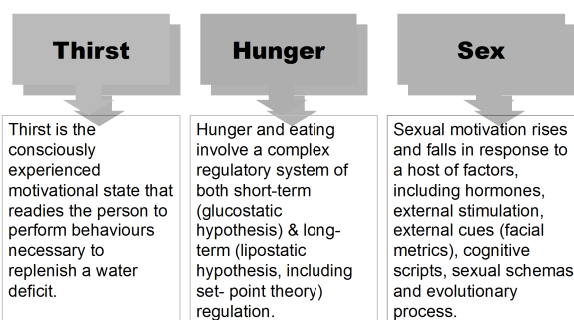 Thirst
Thirst is the
consciously
experienced
motivational state that
readies the person to
perform behaviours
necessary to
replenish a water
deficit.
Hunger
Hunger and eating
involve a complex
regulatory system of
both short-term
(glucostatic
hypothesis) & long-
term (lipostatic
hypothesis, including
set- point theory)
regulation.
Sex
Sexual motivation rises
and falls in response to
a host of factors,
including hormones,
external stimulation,
external cues (facial
metrics), cognitive
scripts, sexual schemas
and evolutionary
process.